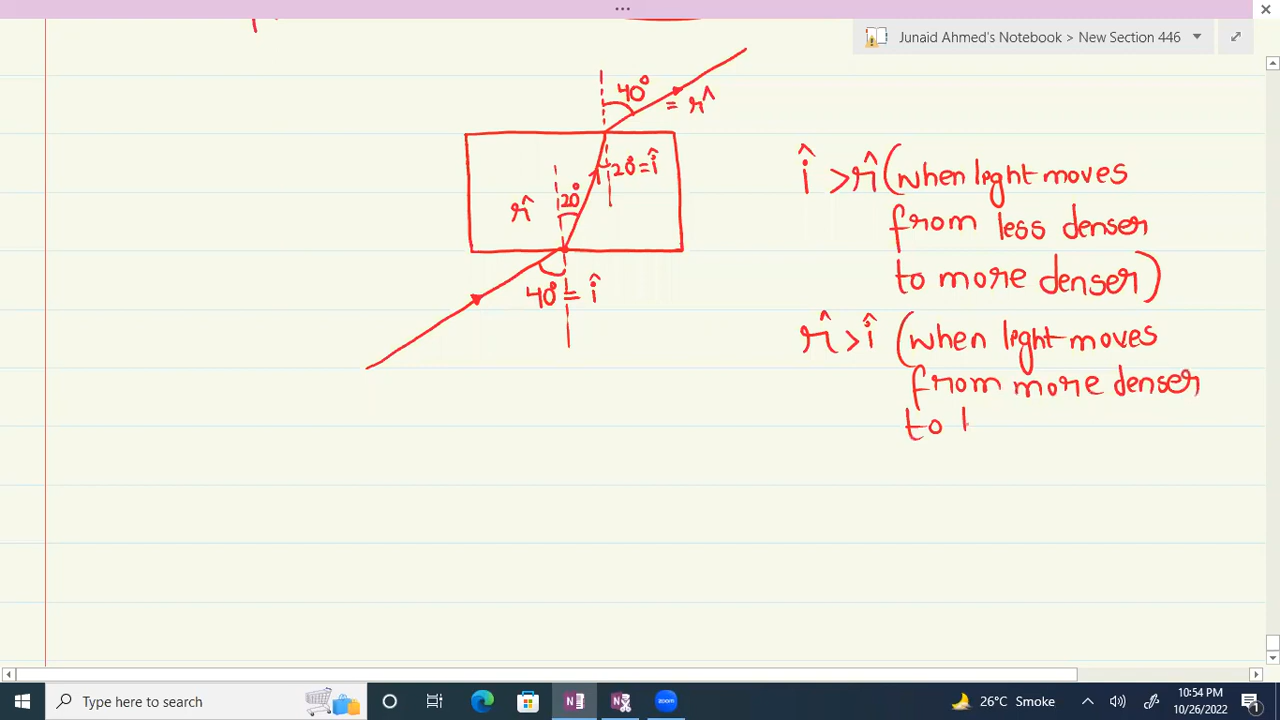 Junaid Ahmed's Notebook > New Section 446
40° = r̂
20° = î
r̂ 20°
40° = î
î > r̂ (when light moves
from less denser
to more denser)
r̂ > î (when light moves
from more denser
to l
Type here to search
zoom
26°C Smoke
10:54 PM
10/26/2022
1